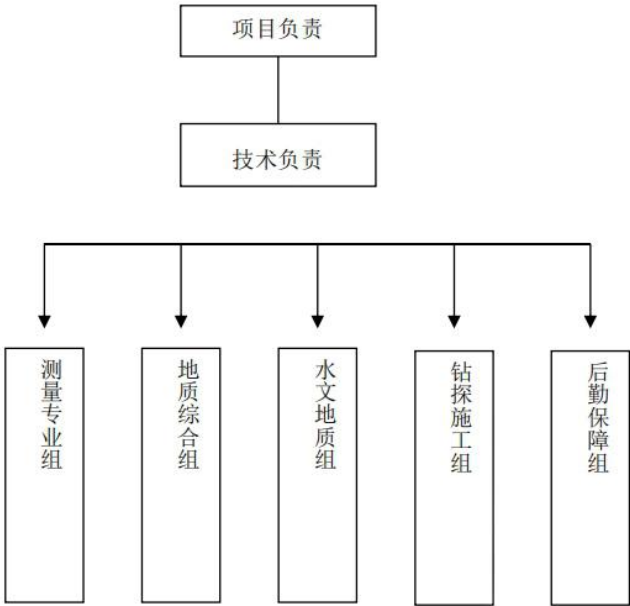 项目负责
技术负责
测量专业组
地质综合组
水文地质组
钻探施工组
后勤保障组